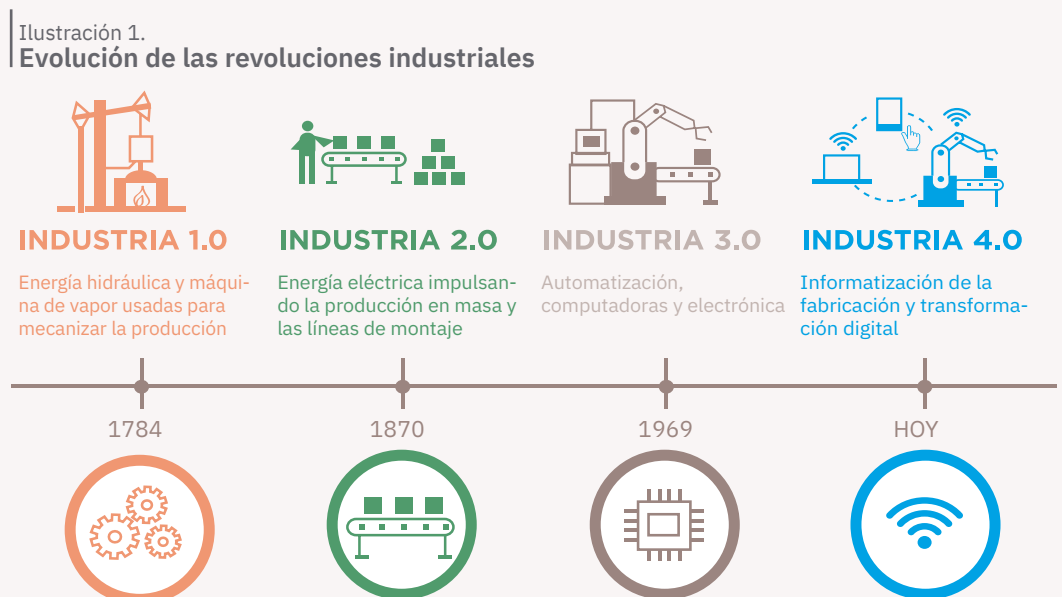 Ilustración 1.
Evolución de las revoluciones industriales
INDUSTRIA 1.0
Energía hidráulica y máqui-
na de vapor usadas para
mecanizar la producción
INDUSTRIA 2.0
Energía eléctrica impulsan-
do la producción en masa y
las líneas de montaje
INDUSTRIA 3.0
Automatización,
computadoras y electrónica
INDUSTRIA 4.0
Informatización de la
fabricación y transforma-
ción digital
1784
1870
1969
HOY